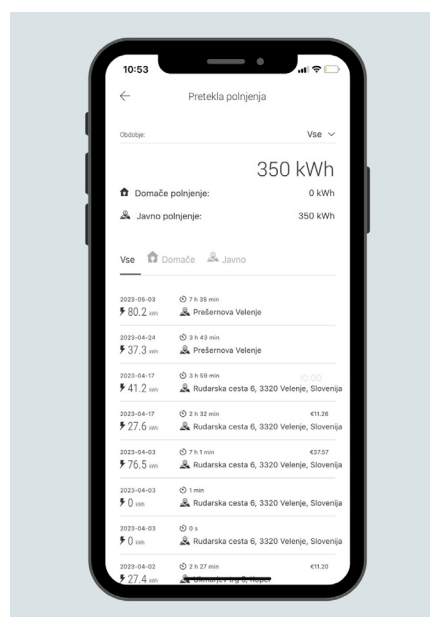 10:53
Pretekla polnjenja
Obdobje: Vse
350 kWh
Domače polnjenje: 0 kWh
Javno polnjenje: 350 kWh
Vse Domače Javno
2023-05-03 7 h 35 min
80.2 kWh Prešernova Velenje
2023-04-24 3 h 43 min
37.3 kWh Prešernova Velenje
2023-04-17 3 h 59 min 10:00
41.2 kWh Rudarska cesta 6, 3320 Velenje, Slovenija
2023-04-17 2 h 32 min €11.26
27.6 kWh Rudarska cesta 6, 3320 Velenje, Slovenija
2023-04-03 7 h 1 min €37.57
76.5 kWh Rudarska cesta 6, 3320 Velenje, Slovenija
2023-04-03 1 min
0 kWh Rudarska cesta 6, 3320 Velenje, Slovenija
2023-04-03 0 s
0 kWh Rudarska cesta 6, 3320 Velenje, Slovenija
2023-04-02 2 h 27 min €11.20
27.4 kWh Ukmarjev trg 5, Koper